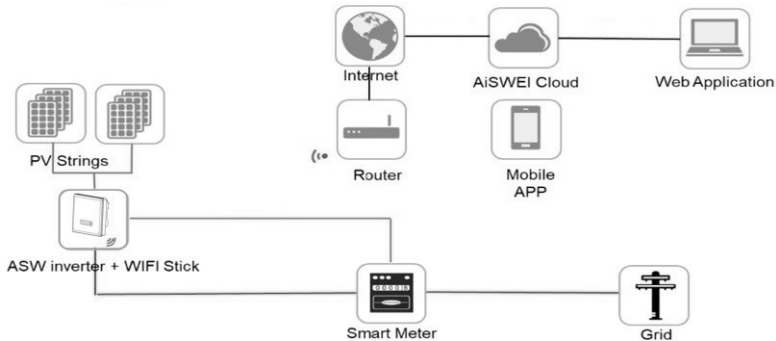 Internet
AiSWEI Cloud
Web Application
PV Strings
Router
Mobile
APP
ASW inverter + WIFI Stick
Smart Meter
Grid